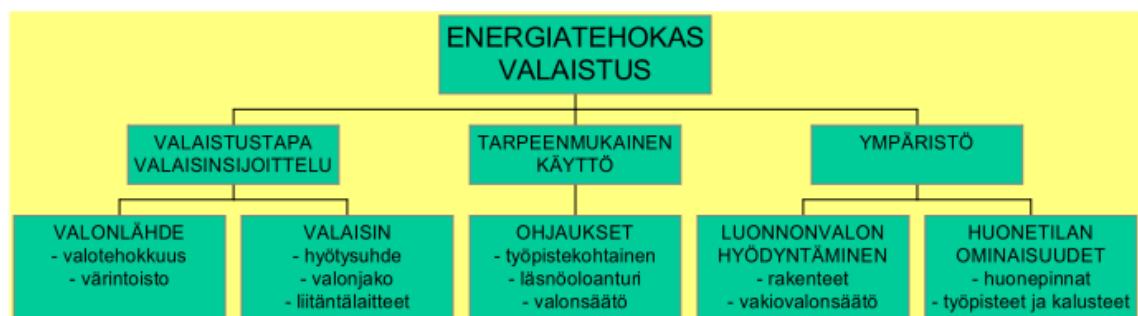 ENERGIATEHOKAS
VALAISTUS
VALAISTUSTAPA
VALAISINSIJOITTELU
TARPEENMUKAINEN
KÄYTTÖ
YMPÄRISTÖ
VALONLÄHDE
- valotehokkuus
- värintoisto
VALAISIN
- hyötysuhde
- valonjako
- liitäntälaitteet
OHJAUKSET
- työpistekohtainen
- läsnöoloanturi
- valonsäätö
LUONNONVALON
HYÖDYNTÄMINEN
- rakenteet
- vakiovalonsäätö
HUONETILAN
OMINAISUUDET
- huonepinnat
- työpisteet ja kalusteet